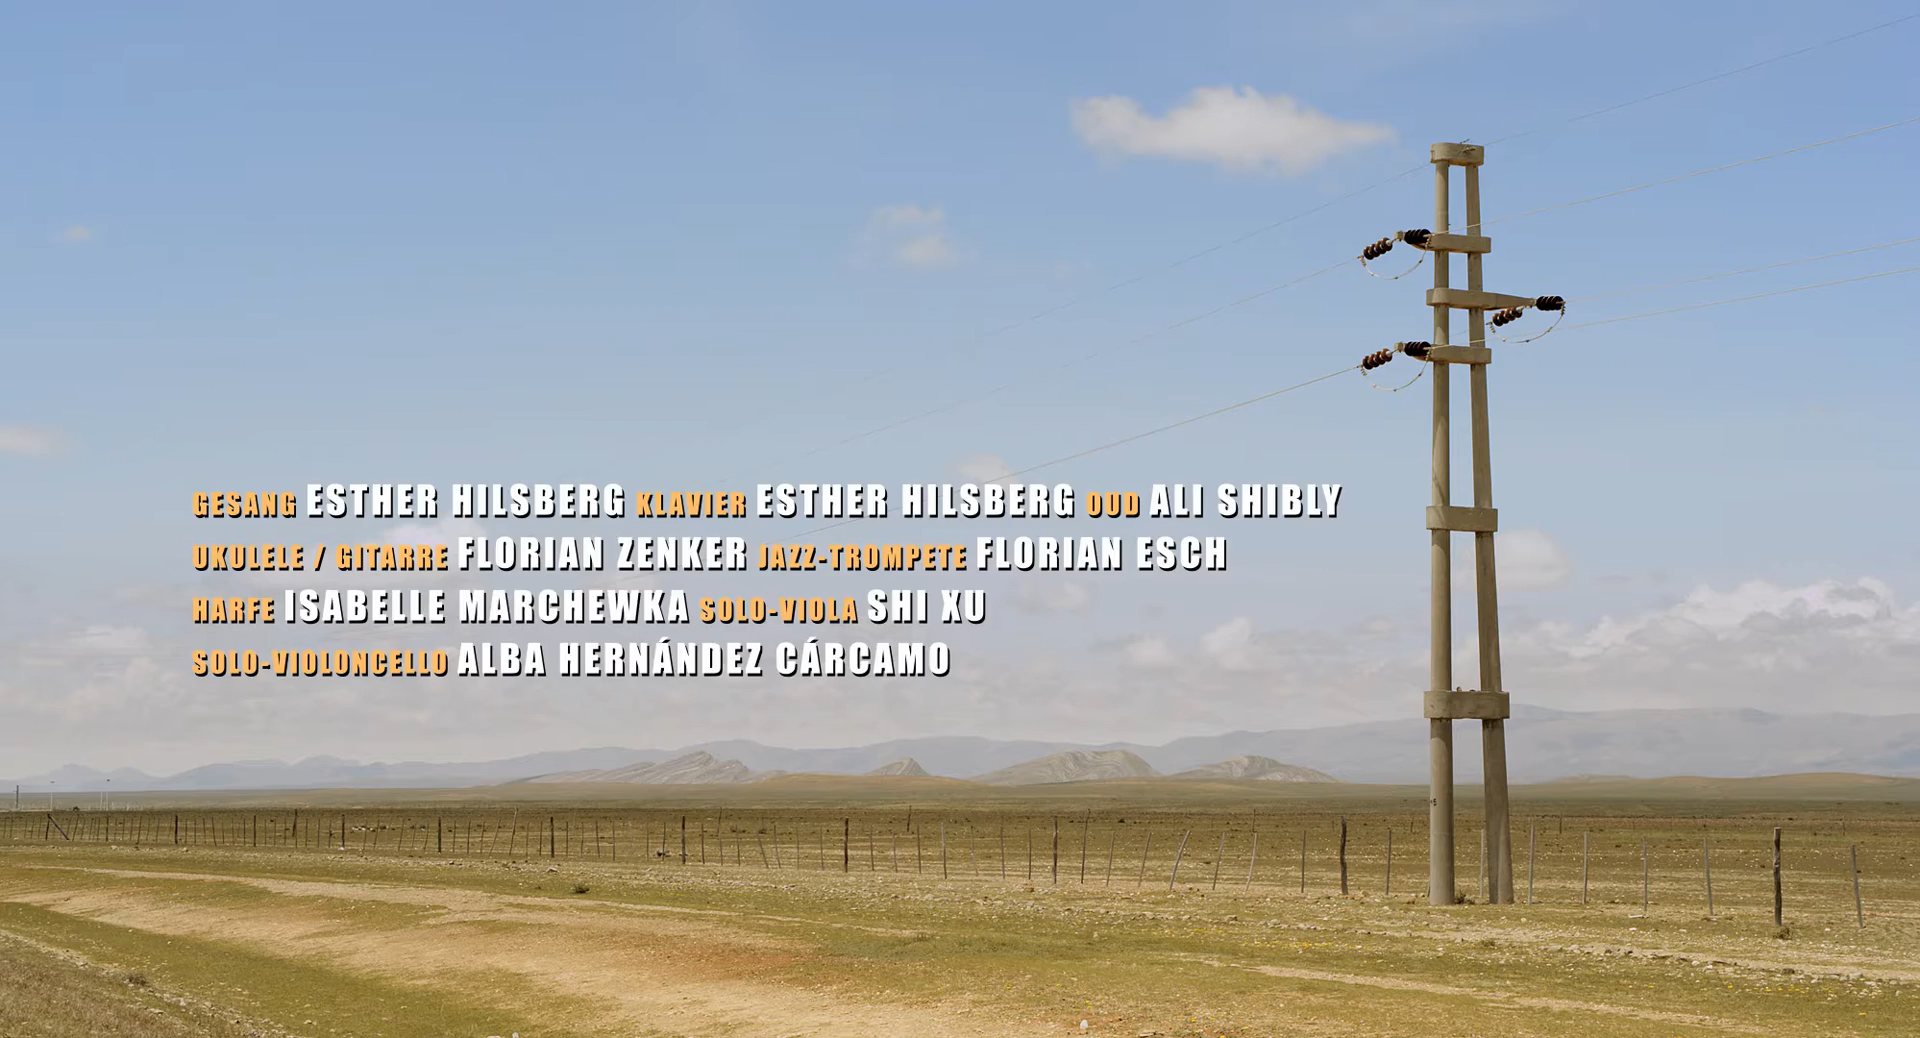 GESANG ESTHER HILSBERG KLAVIER ESTHER HILSBERG OUD ALI SHIBLY
UKULELE / GITARRE FLORIAN ZENKER JAZZ-TROMPETE FLORIAN ESCH
HARFE ISABELLE MARCHEWKA SOLO-VIOLA SHI XU
SOLO-VIOLONCELLO ALBA HERNÁNDEZ CÁRCAMO